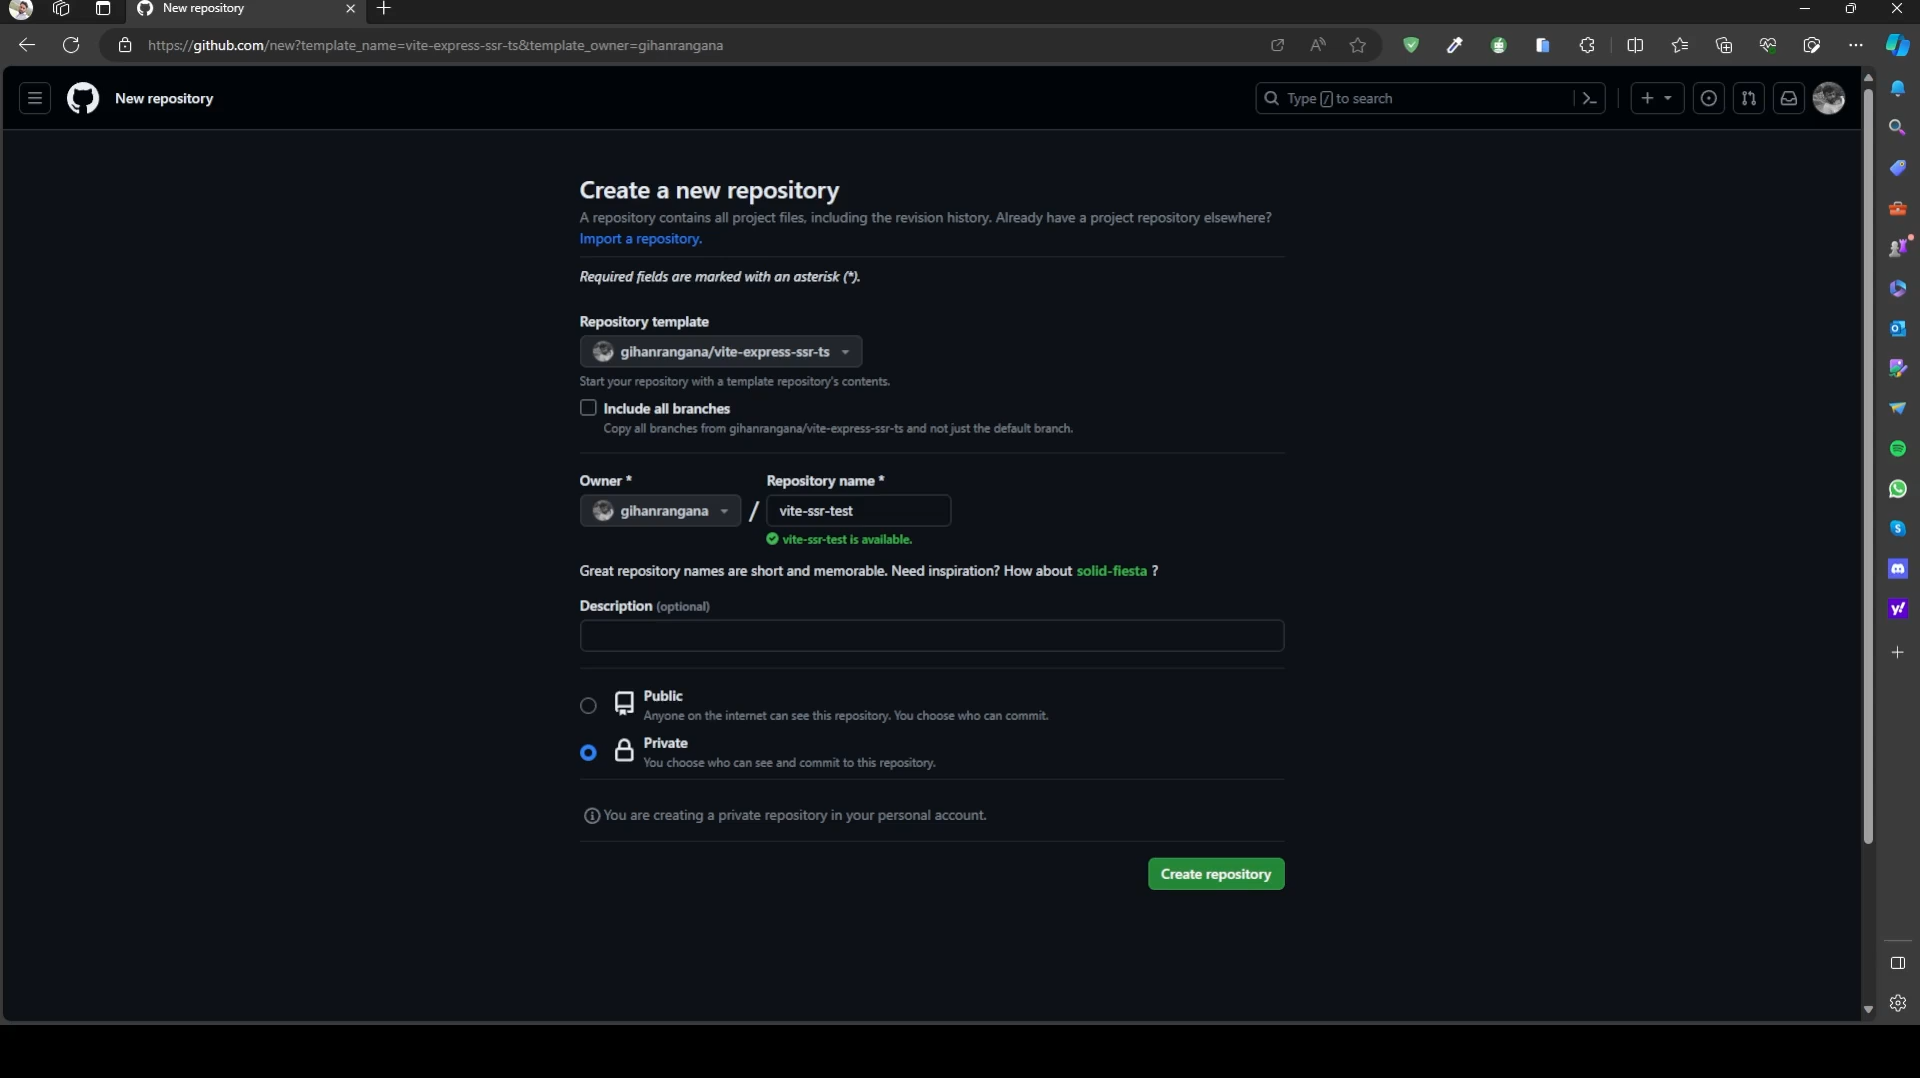 New repository
https://github.com/new?template_name=vite-express-ssr-ts&template_owner=gihanrangana
New repository
Type / to search
Create a new repository
A repository contains all project files, including the revision history. Already have a project repository elsewhere?
Import a repository.
Required fields are marked with an asterisk (*).
Repository template
gihanrangana/vite-express-ssr-ts
Start your repository with a template repository's contents.
Include all branches
Copy all branches from gihanrangana/vite-express-ssr-ts and not just the default branch.
Owner * Repository name *
gihanrangana / vite-ssr-test
vite-ssr-test is available.
Great repository names are short and memorable. Need inspiration? How about solid-fiesta ?
Description (optional)
Public
Anyone on the internet can see this repository. You choose who can commit.
Private
You choose who can see and commit to this repository.
You are creating a private repository in your personal account.
Create repository